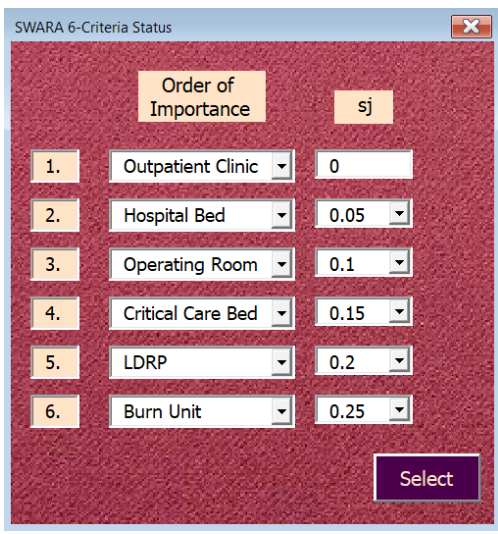 SWARA 6-Criteria Status
Order of
Importance
sj
1. Outpatient Clinic 0
2. Hospital Bed 0.05
3. Operating Room 0.1
4. Critical Care Bed 0.15
5. LDRP 0.2
6. Burn Unit 0.25
Select